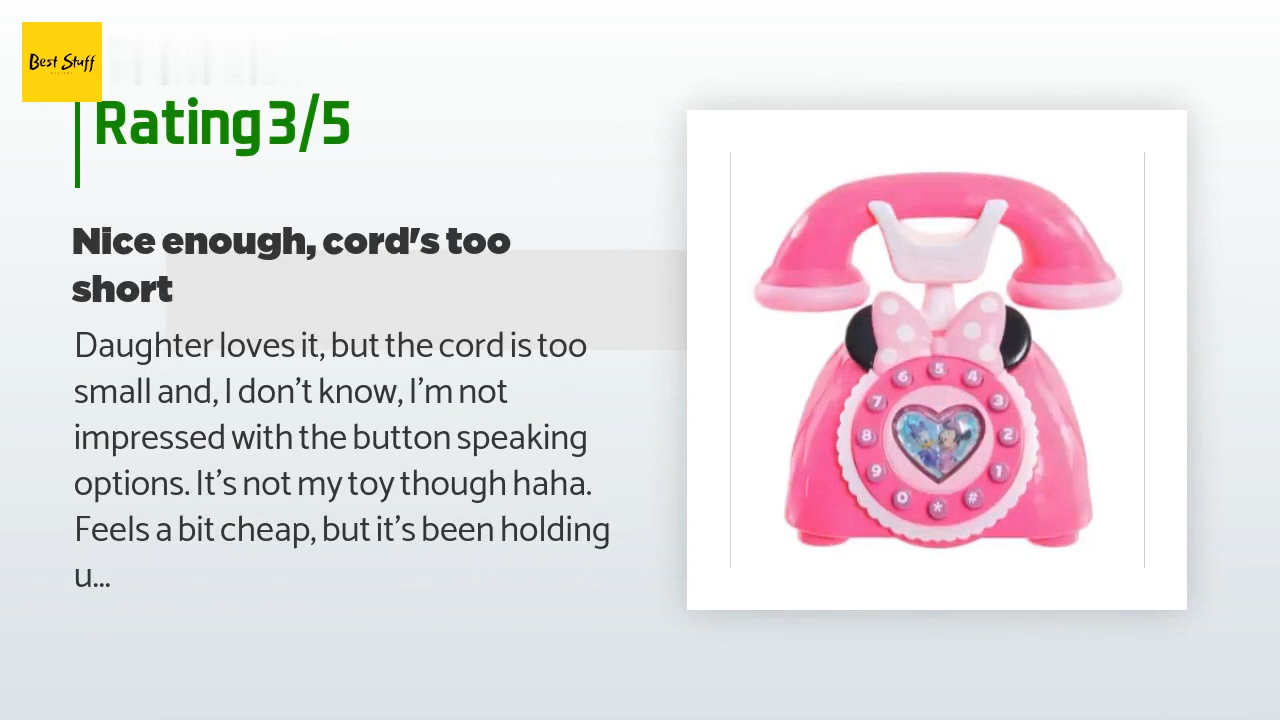 Best Stuff
Rating 3/5
Nice enough, cord's too
short
Daughter loves it, but the cord is too
small and, I don't know, I'm not
impressed with the button speaking
options. It's not my toy though haha.
Feels a bit cheap, but it's been holding
u...
5
6 4
7 3
8 2
9 1
0 * #